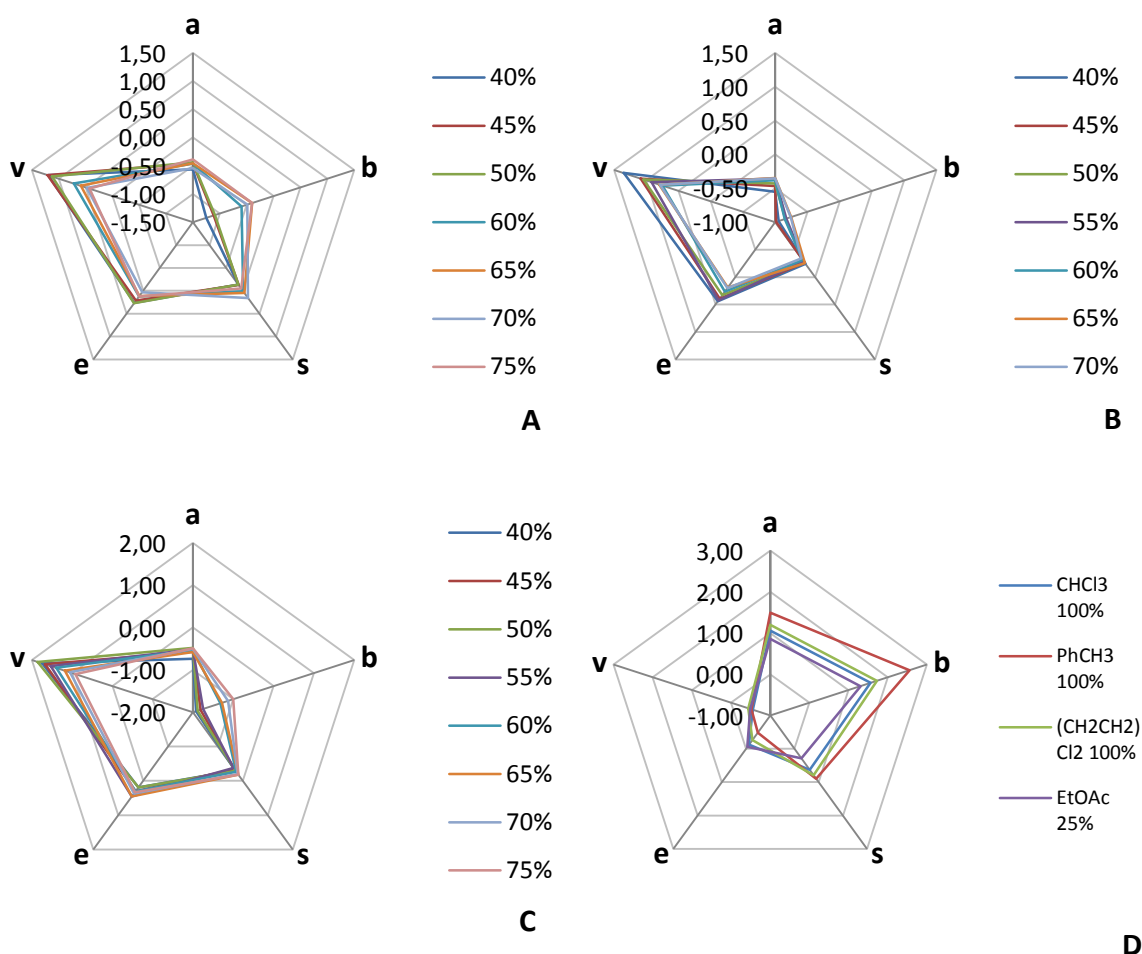 a
1,50
1,00
0,50
0,00
-0,50
-1,00
-1,50
v
b
e
s
40%
45%
50%
60%
65%
70%
75%
A
a
1,50
1,00
0,50
0,00
-0,50
-1,00
v
b
e
s
40%
45%
50%
55%
60%
65%
70%
B
a
2,00
1,00
0,00
-1,00
-2,00
v
b
e
s
40%
45%
50%
55%
60%
65%
70%
75%
C
a
3,00
2,00
1,00
0,00
-1,00
v
b
e
s
CHCl3
100%
PhCH3
100%
(CH2CH2)
Cl2 100%
EtOAc
25%
D